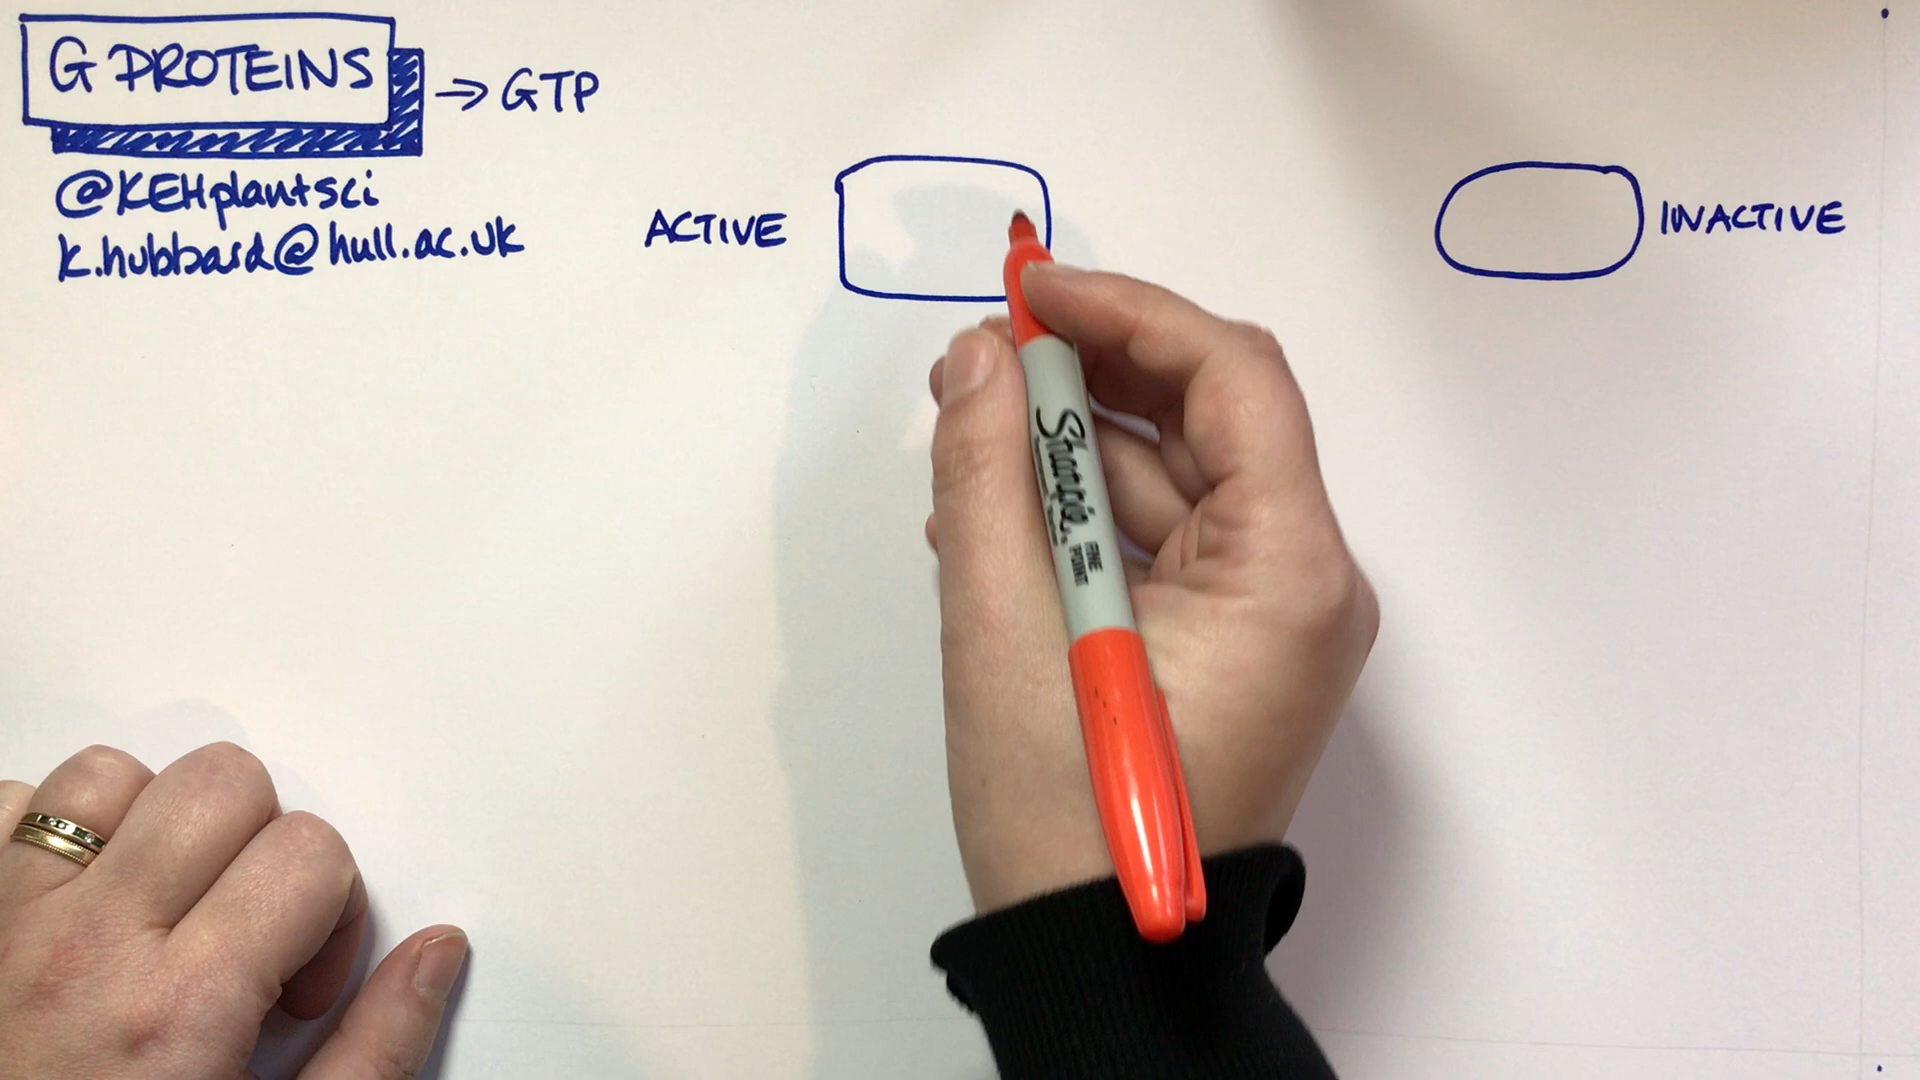 G PROTEINS → GTP
@KEHplantsci
k.hubbard@hull.ac.uk
ACTIVE
INACTIVE
Sharpie.
FINE
POINT